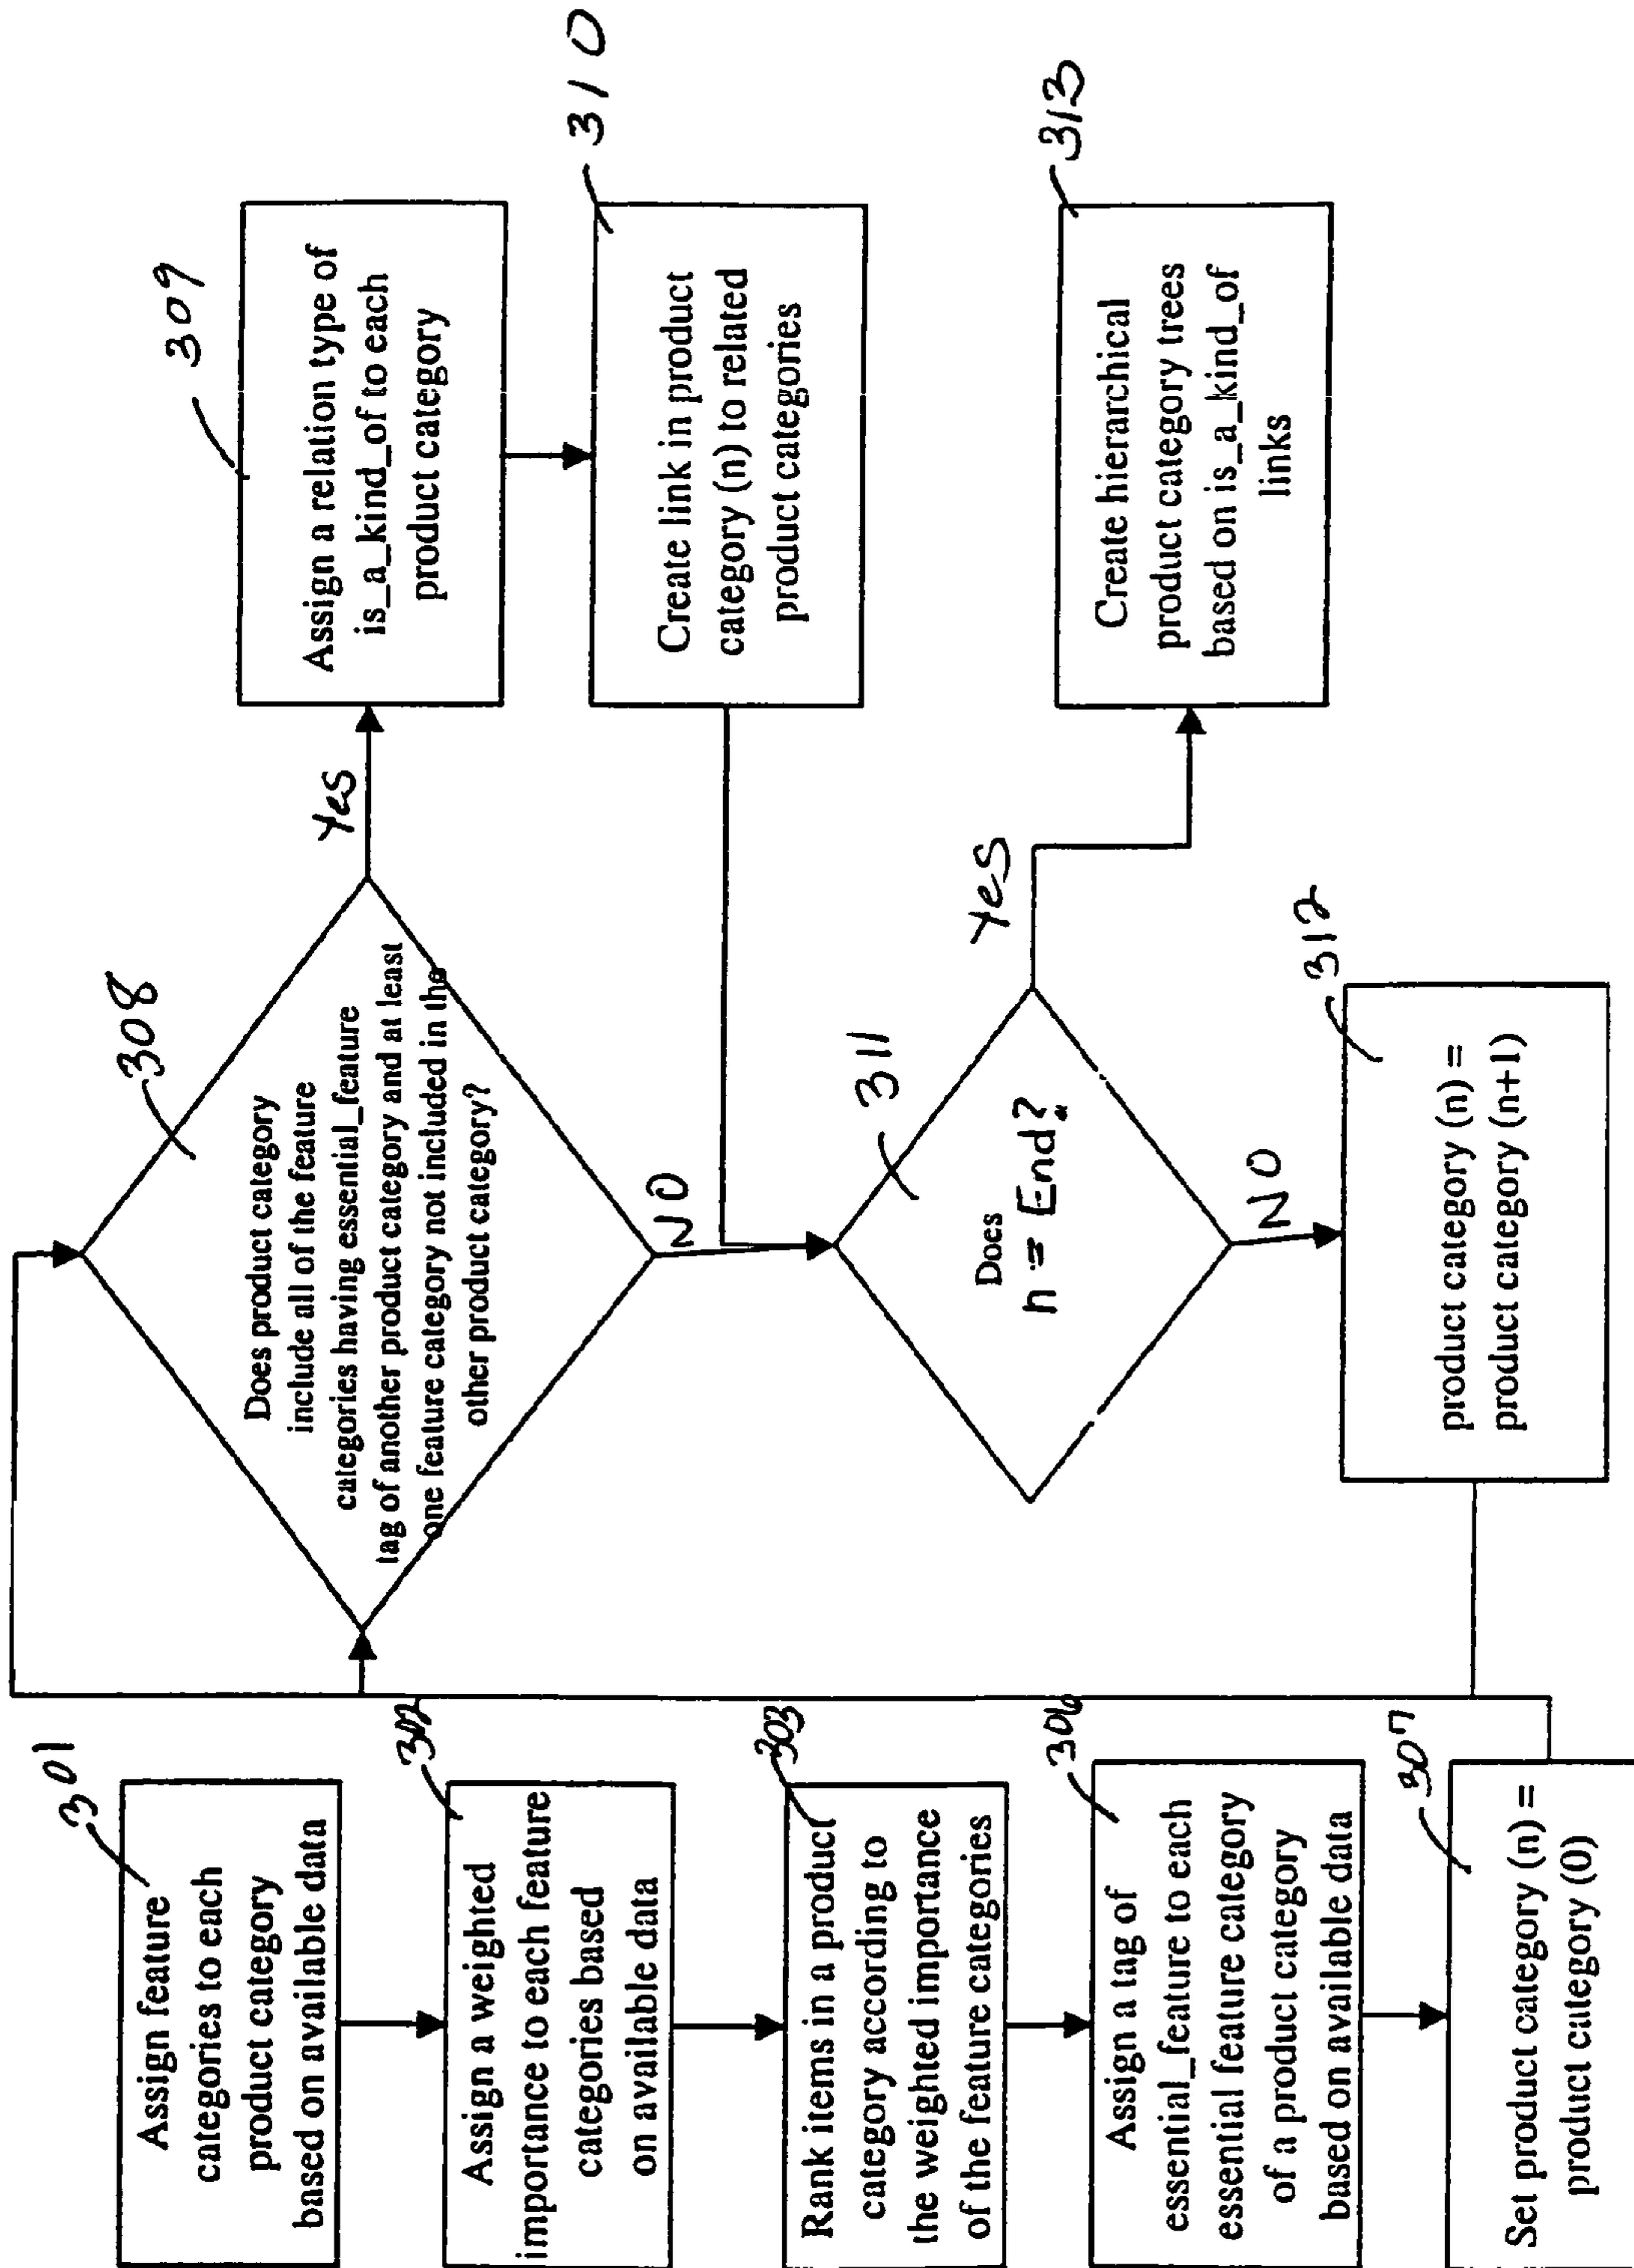 301
Assign feature
categories to each
product category
based on available data
302
Assign a weighted
importance to each feature
categories based
on available data
303
Rank items in a product
category according to
the weighted importance
of the feature categories
306
Assign a tag of
essential_feature to each
essential feature category
of a product category
based on available data
307
Set product category (n) =
product category (0)
308
Does product category
include all of the feature
categories having essential_feature
tag of another product category and at least
one feature category not included in the
other product category?
Yes
NO
309
Assign a relation type of
is_a_kind_of to each
product category
310
Create link in product
category (n) to related
product categories
311
Does
n = End?
Yes
NO
312
product category (n) =
product category (n+1)
313
Create hierarchical
product category trees
based on is_a_kind_of
links